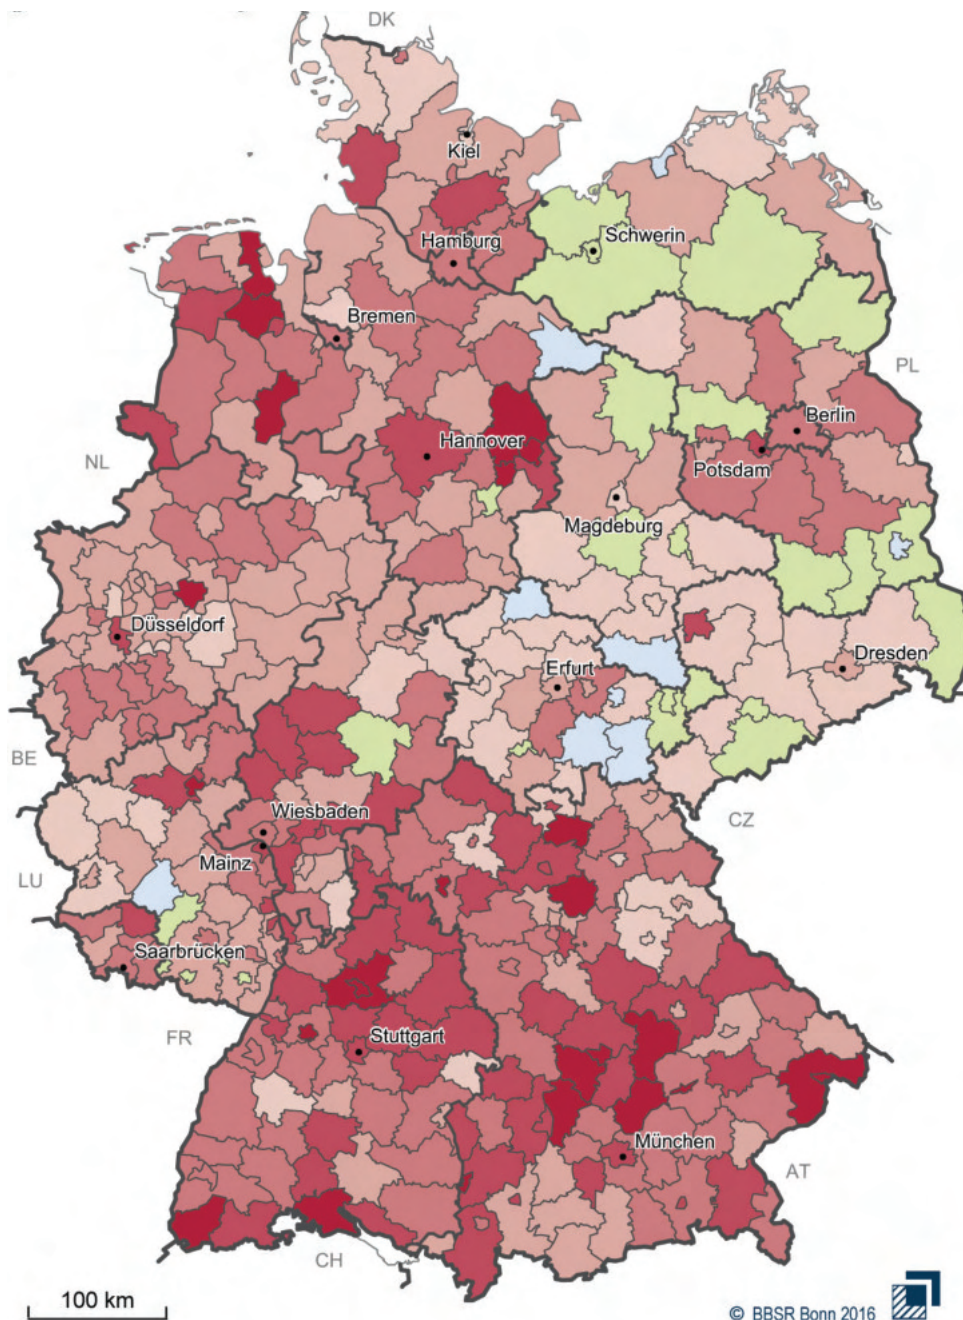 DK
Kiel
Hamburg
Schwerin
Bremen
PL
Berlin
Hannover
NL
Potsdam
Magdeburg
Düsseldorf
Dresden
Erfurt
BE
Wiesbaden
CZ
Mainz
LU
Saarbrücken
FR
Stuttgart
München
AT
CH
100 km
© BBSR Bonn 2016